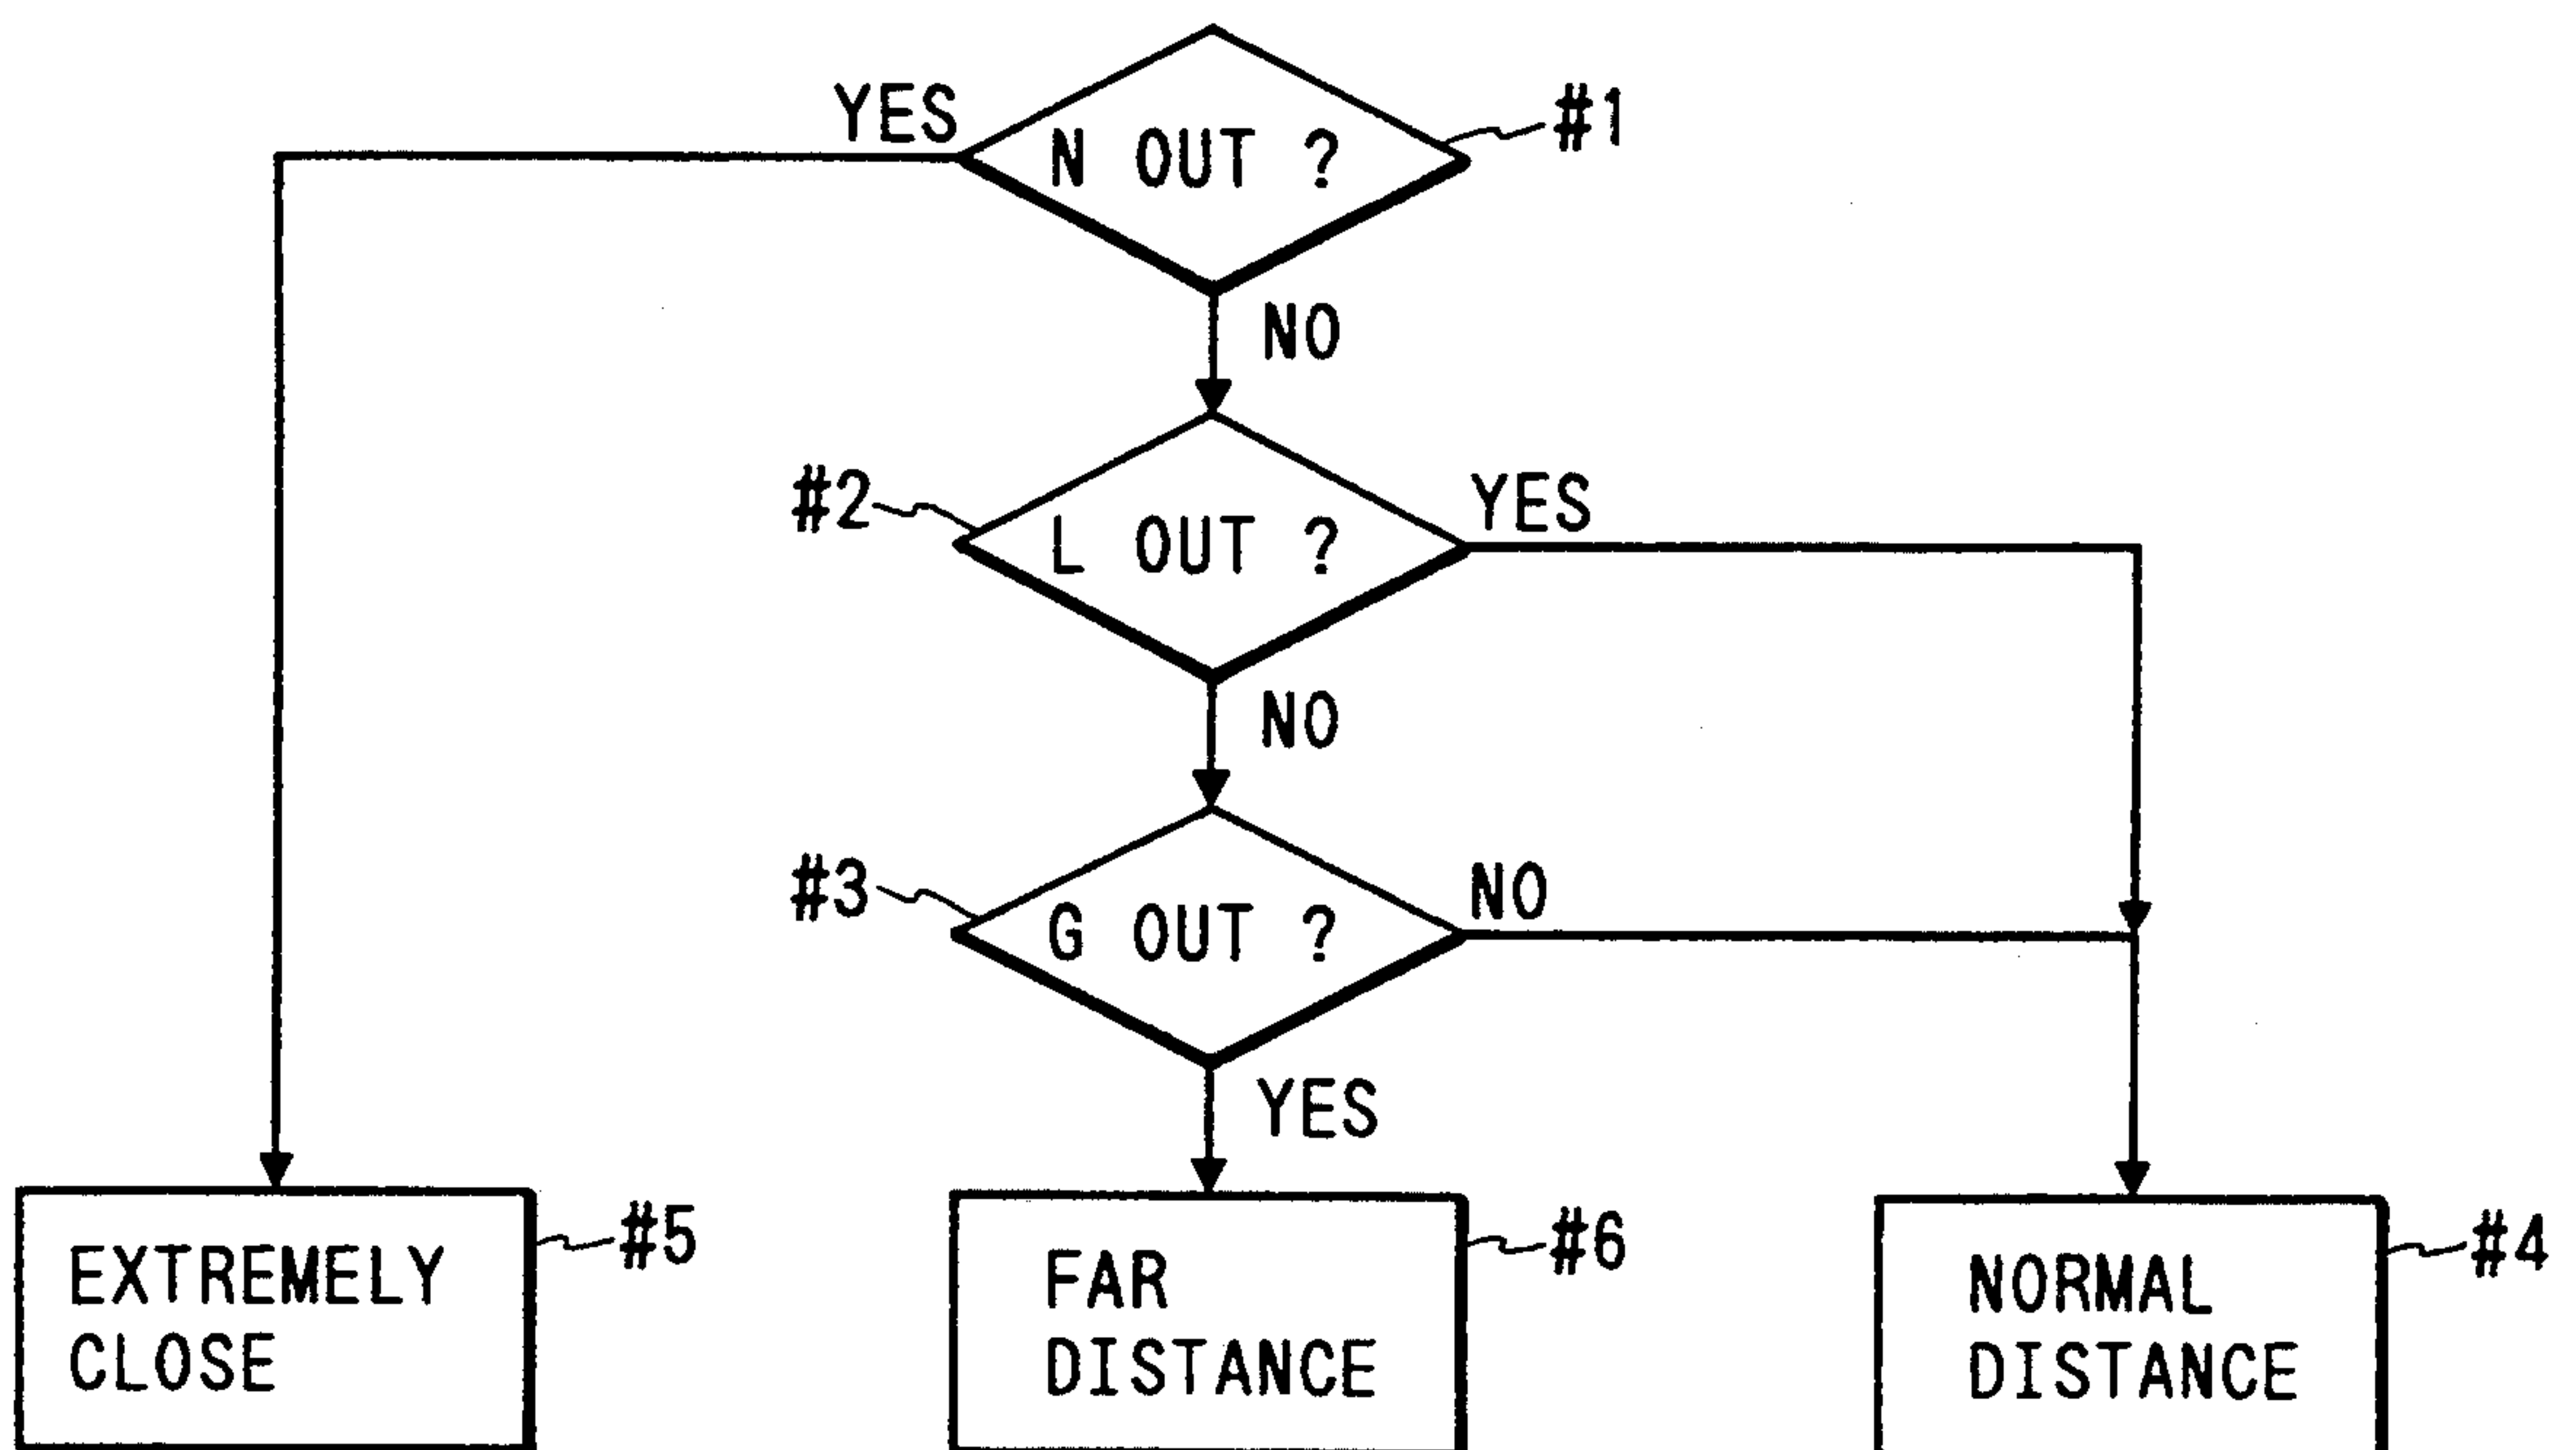 YES
N OUT ?
#1
NO
#2
L OUT ?
YES
NO
#3
G OUT ?
NO
YES
EXTREMELY
CLOSE
#5
FAR
DISTANCE
#6
NORMAL
DISTANCE
#4